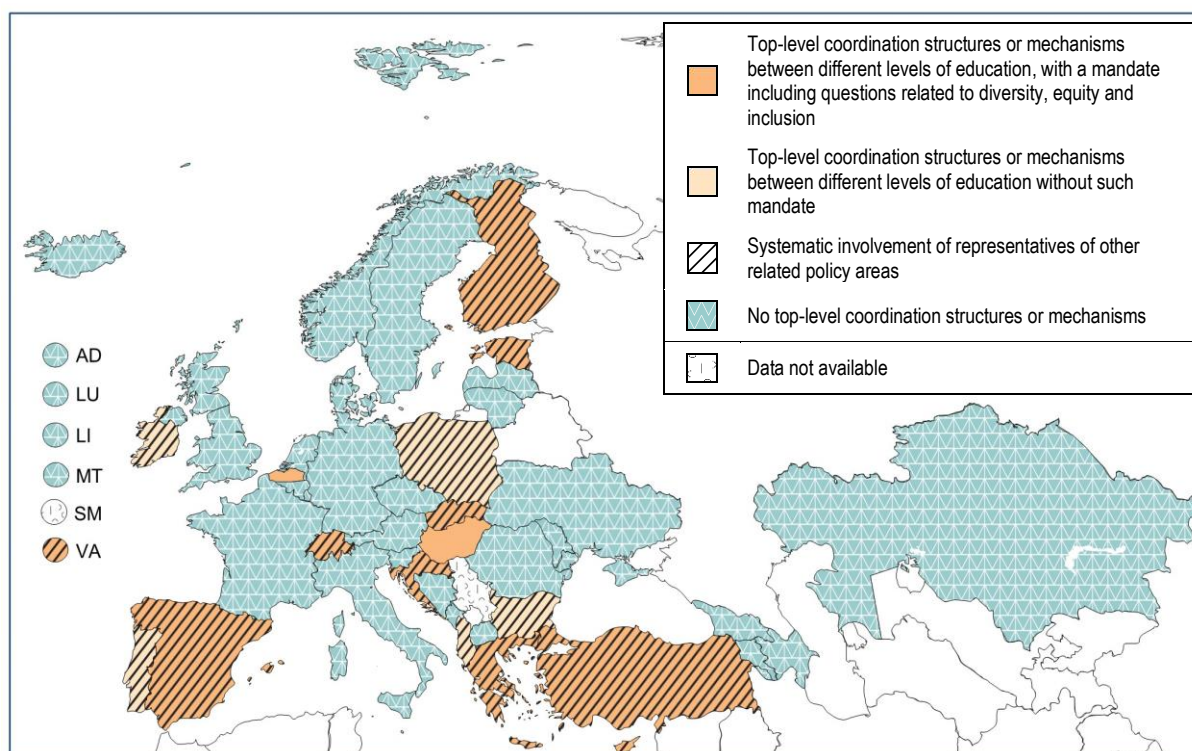 Top-level coordination structures or mechanisms
between different levels of education, with a mandate
including questions related to diversity, equity and
inclusion
Top-level coordination structures or mechanisms
between different levels of education without such
mandate
Systematic involvement of representatives of other
related policy areas
No top-level coordination structures or mechanisms
Data not available
AD
LU
LI
MT
SM
VA